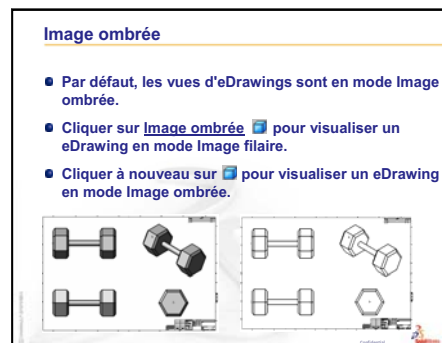 Image ombrée
Par défaut, les vues d'eDrawings sont en mode Image
ombrée.
Cliquer sur Image ombrée pour visualiser un
eDrawing en mode Image filaire.
Cliquer à nouveau sur pour visualiser un eDrawing
en mode Image ombrée.